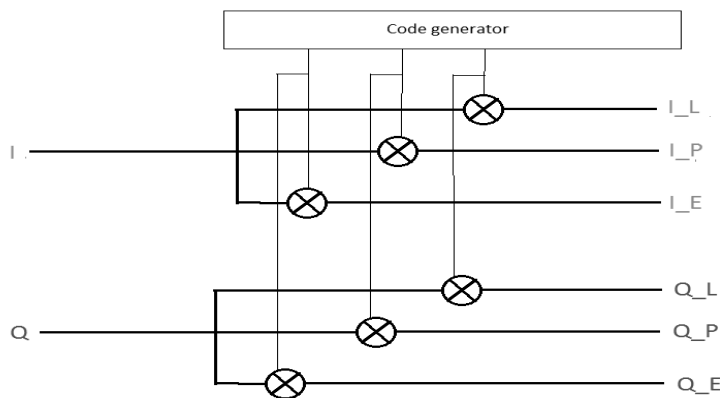 Code generator
I_L
I
I_P
I_E
Q_L
Q
Q_P
Q_E